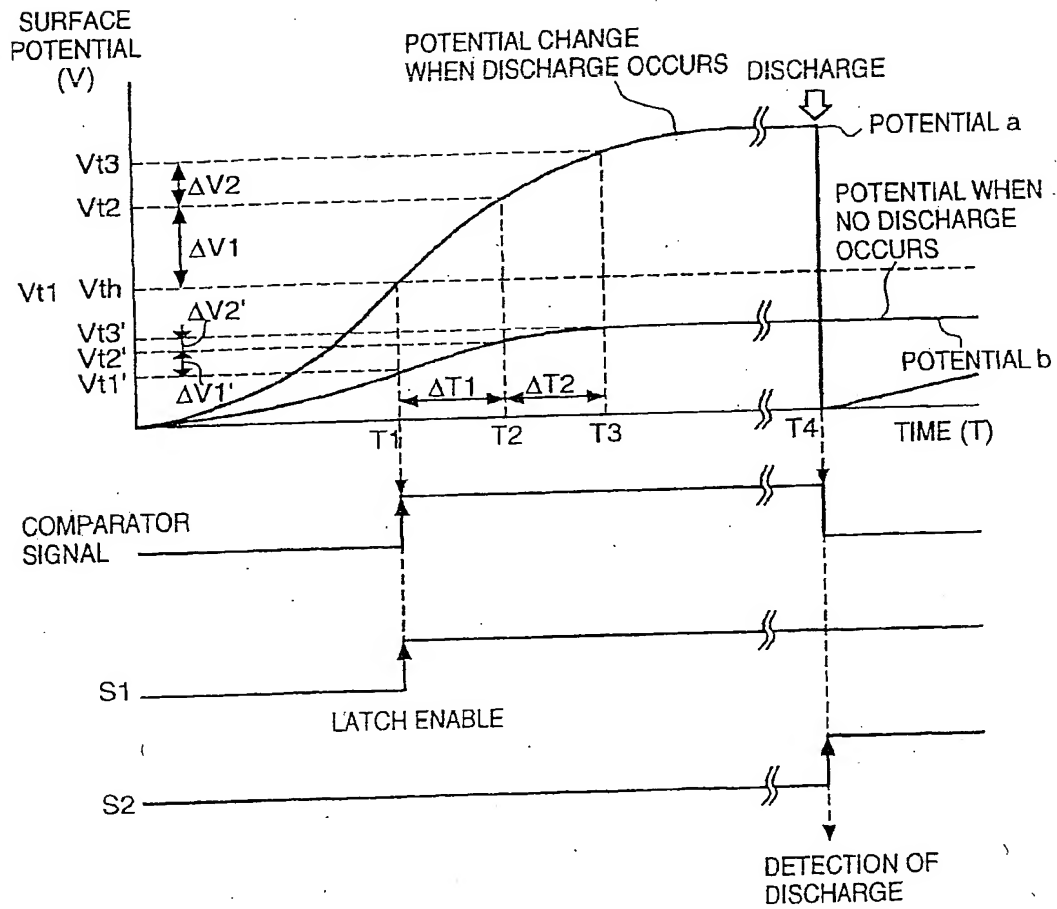 SURFACE
POTENTIAL
(V)
POTENTIAL CHANGE
WHEN DISCHARGE OCCURS
DISCHARGE
POTENTIAL a
Vt3
ΔV2
Vt2
POTENTIAL WHEN
NO DISCHARGE
OCCURS
ΔV1
Vt1
Vth
ΔV2'
Vt3'
Vt2'
Vt1'
ΔV1'
POTENTIAL b
ΔT1
ΔT2
T1
T2
T3
T4
TIME (T)
COMPARATOR
SIGNAL
S1
LATCH ENABLE
S2
DETECTION OF
DISCHARGE